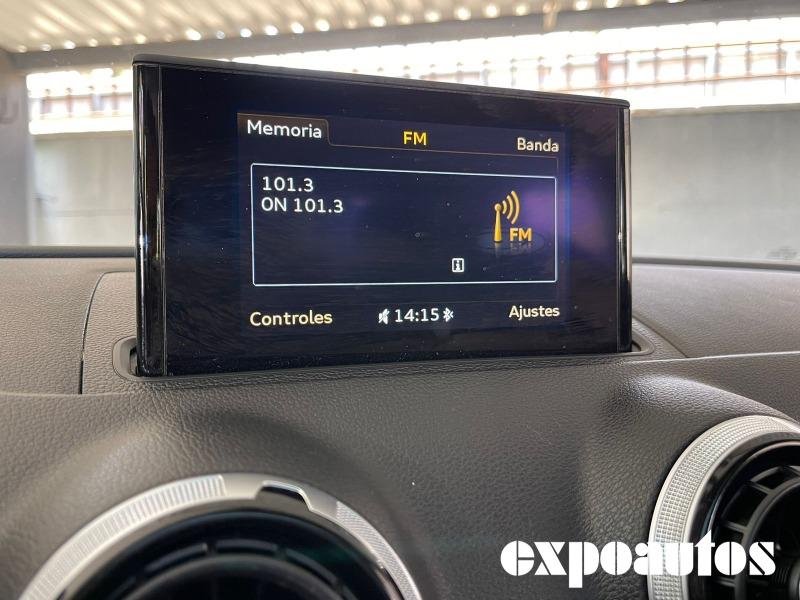 Memoria
FM
Banda
101.3
ON 101.3
FM
Controles
14:15
Ajustes
expoautos